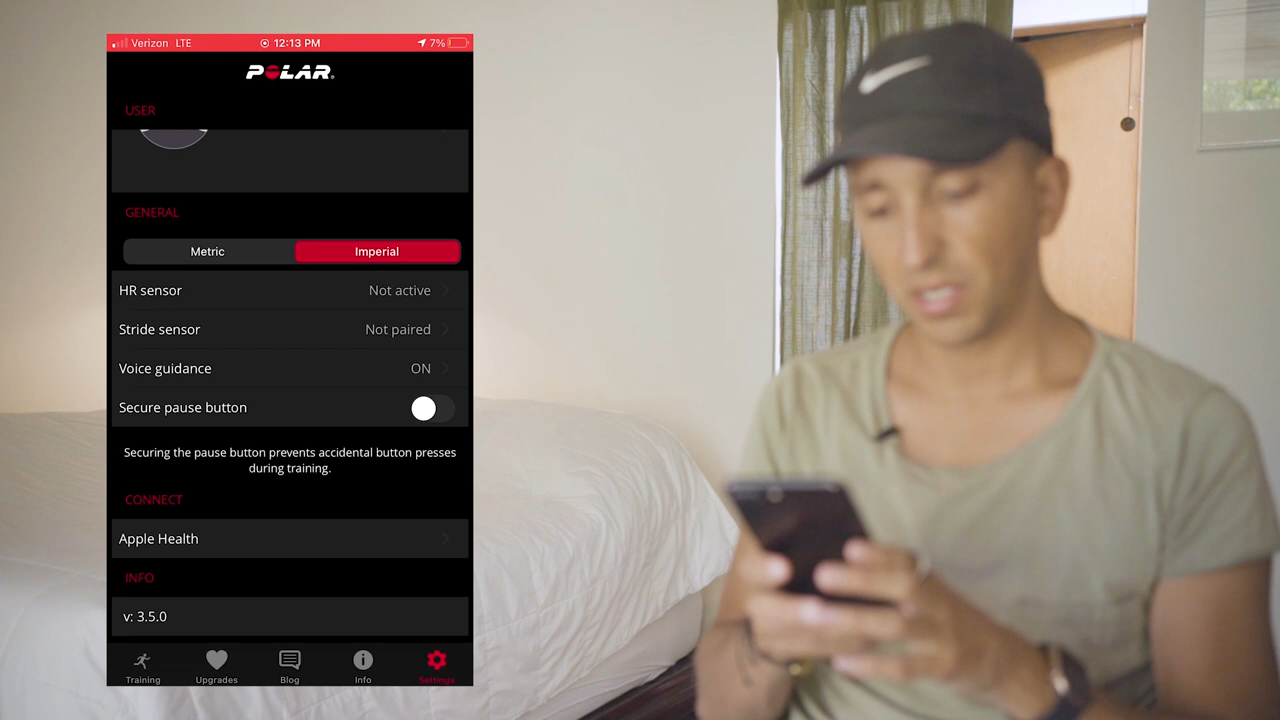 Verizon LTE 12:13 PM 7%
POLAR
USER
GENERAL
Metric Imperial
HR sensor Not active
Stride sensor Not paired
Voice guidance ON
Secure pause button
Securing the pause button prevents accidental button presses
during training.
CONNECT
Apple Health
INFO
v: 3.5.0
Training Upgrades Blog Info Settings